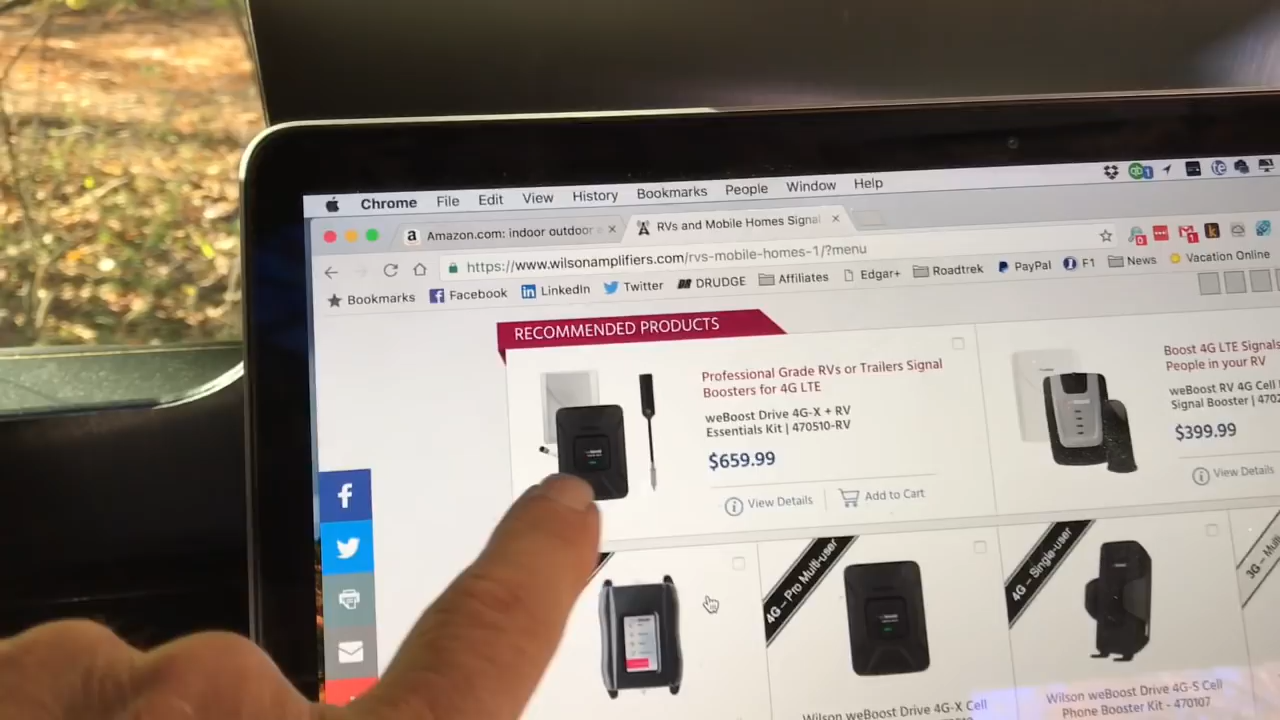 Chrome File Edit View History Bookmarks People Window Help
Amazon.com: indoor outdoor
RVs and Mobile Homes Signal
https://www.wilsonamplifiers.com/rvs-mobile-homes-1/?menu
Bookmarks Facebook LinkedIn Twitter DRUDGE Affiliates Edgar+ Roadtrek PayPal F1 News Vacation Online
RECOMMENDED PRODUCTS
Professional Grade RVs or Trailers Signal
Boosters for 4G LTE
weBoost Drive 4G-X + RV
Essentials Kit | 470510-RV
$659.99
View Details
Add to Cart
Boost 4G LTE Signals
People in your RV
weBoost RV 4G Cell
Signal Booster |
$399.99
View Details
4G – Pro Multi-user
4G – Single-user
Wilson weBoost Drive 4G-X Cell
Wilson weBoost Drive 4G-S Cell
Phone Booster Kit - 470107